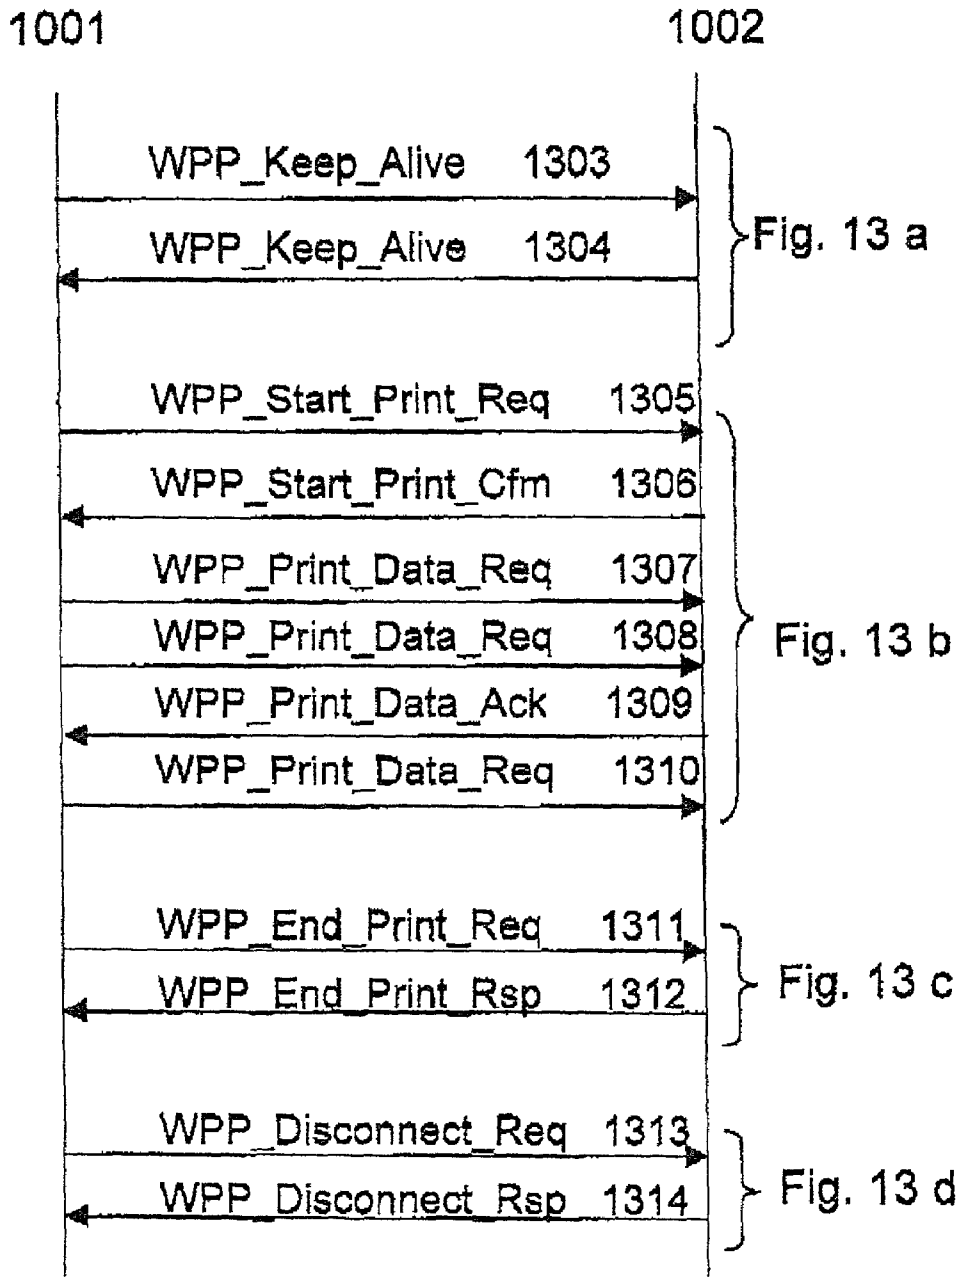 1001 1002
WPP_Keep_Alive 1303
WPP_Keep_Alive 1304
Fig. 13 a
WPP_Start_Print_Req 1305
WPP_Start_Print_Cfm 1306
WPP_Print_Data_Req 1307
WPP_Print_Data_Req 1308
Fig. 13 b
WPP_Print_Data_Ack 1309
WPP_Print_Data_Req 1310
WPP_End_Print_Req 1311
WPP_End_Print_Rsp 1312
Fig. 13 c
WPP_Disconnect_Req 1313
WPP_Disconnect_Rsp 1314
Fig. 13 d